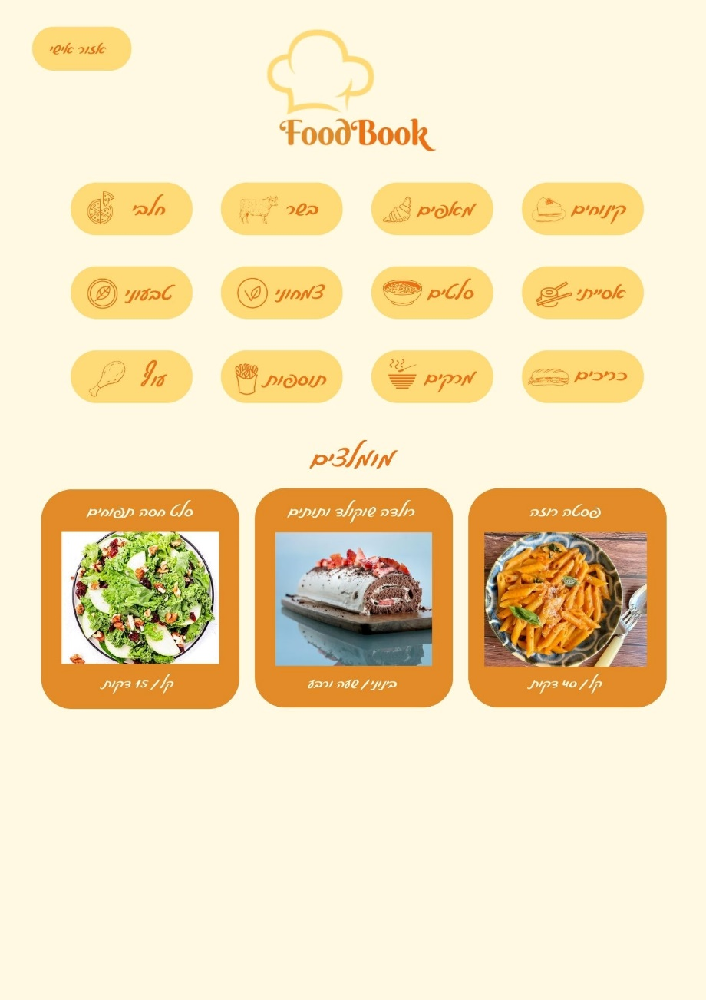 אזור אישי
FoodBook
קינוחים
מאפים
בשר
חלבי
אסייתי
סלטים
צמחוני
טבעוני
כריכים
מרקים
תוספות
עוף
מומלצים
פסטה רוזה
רולדה שוקולד ותותים
סלט חסה תפוחים
קל / 40 דקות
בינוני / שעה ורבע
קל / 15 דקות